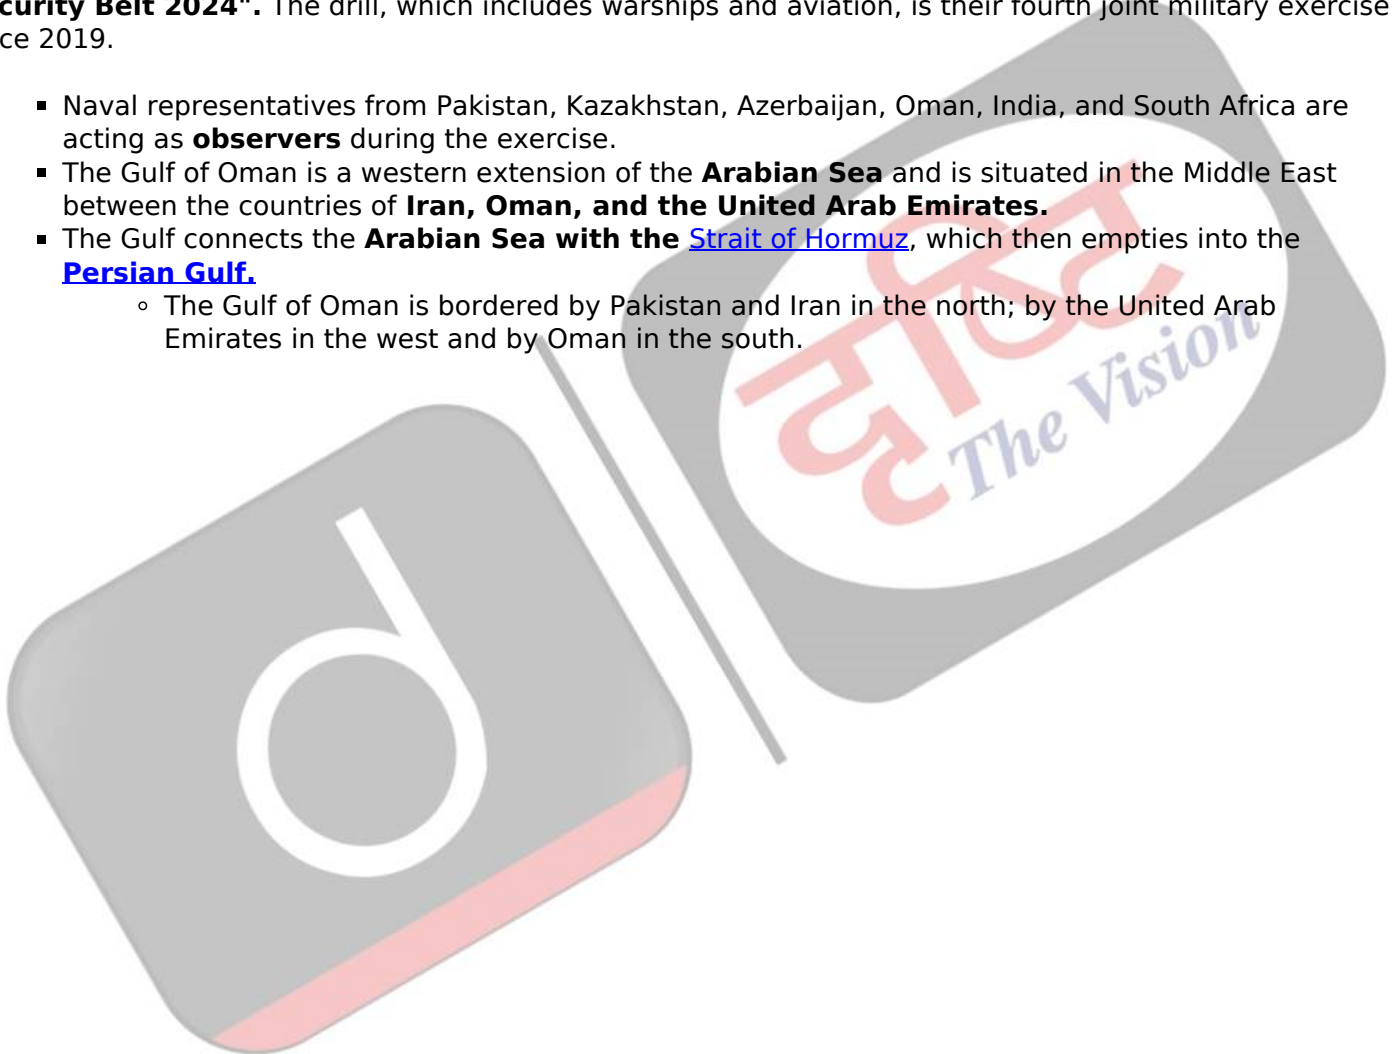 curity Belt 2024". The drill, which includes warships and aviation, is their fourth joint military exercise
ce 2019.
Naval representatives from Pakistan, Kazakhstan, Azerbaijan, Oman, India, and South Africa are
acting as observers during the exercise.
The Gulf of Oman is a western extension of the Arabian Sea and is situated in the Middle East
between the countries of Iran, Oman, and the United Arab Emirates.
The Gulf connects the Arabian Sea with the Strait of Hormuz, which then empties into the
Persian Gulf.
The Gulf of Oman is bordered by Pakistan and Iran in the north; by the United Arab
Emirates in the west and by Oman in the south.
दृष्टि
The Vision
d